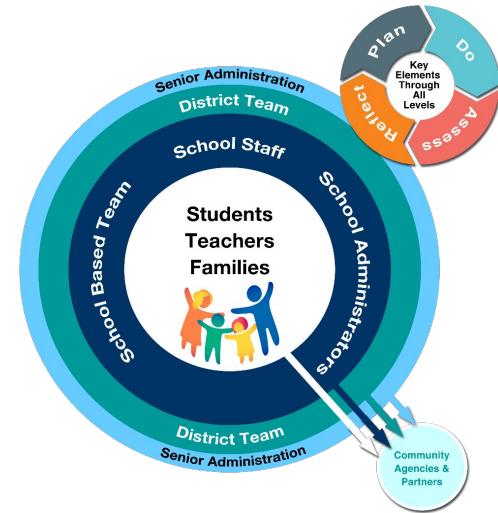 Plan
Do
Assess
Reflect
Key
Elements
Through
All
Levels
Senior Administration
District Team
School Staff
School Based Team
School Administrators
Students
Teachers
Families
District Team
Senior Administration
Community
Agencies &
Partners